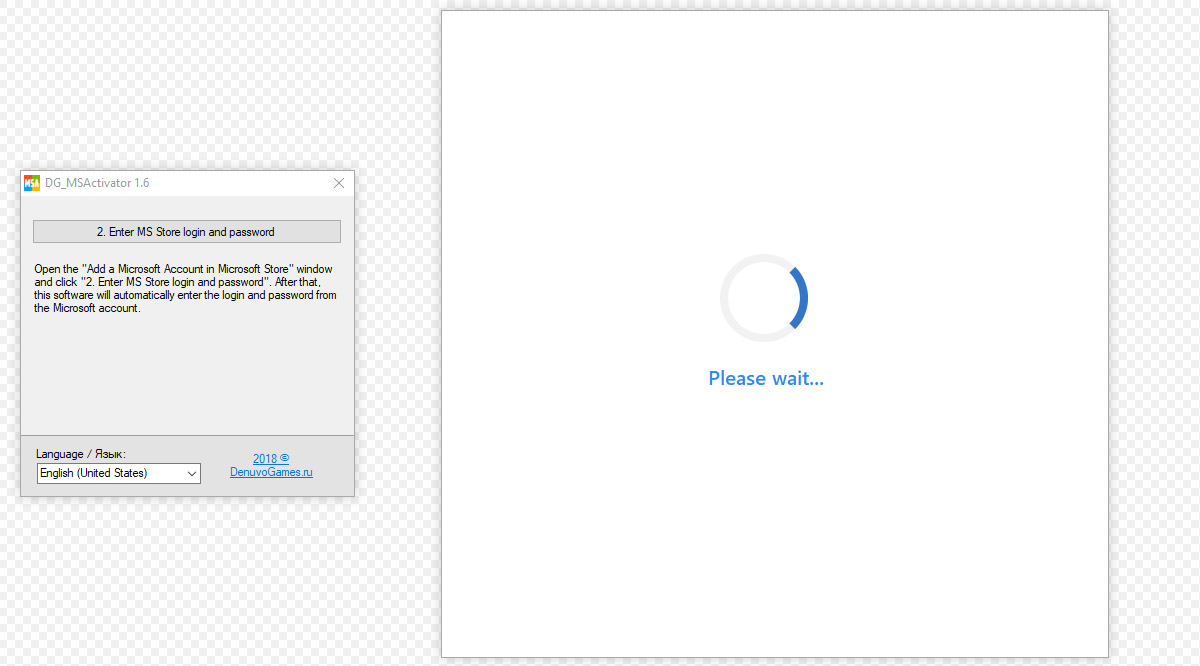 MSA
DG_MSActivator 1.6
2. Enter MS Store login and password
Open the "Add a Microsoft Account in Microsoft Store" window
and click "2. Enter MS Store login and password". After that,
this software will automatically enter the login and password from
the Microsoft account.
Language / Язык:
English (United States)
2018 ©
DenuvoGames.ru
Please wait...